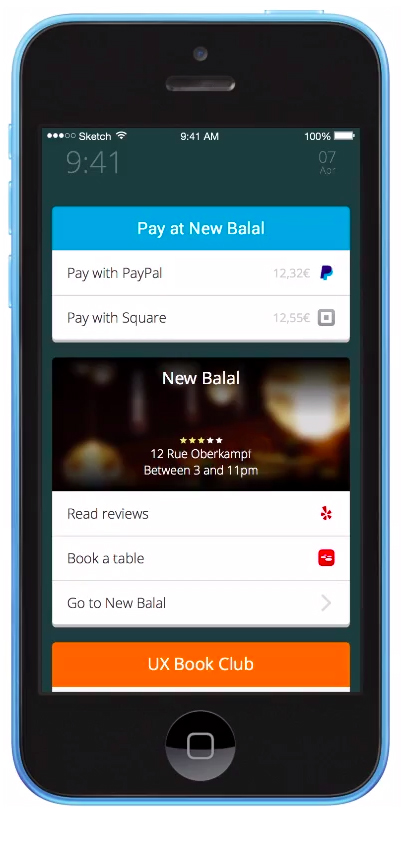 Sketch 9:41 AM 100%
9:41 07
Apr
Pay at New Balal
Pay with PayPal 12,32€
Pay with Square 12,55€
New Balal
12 Rue Oberkampf
Between 3 and 11pm
Read reviews
Book a table
Go to New Balal
UX Book Club